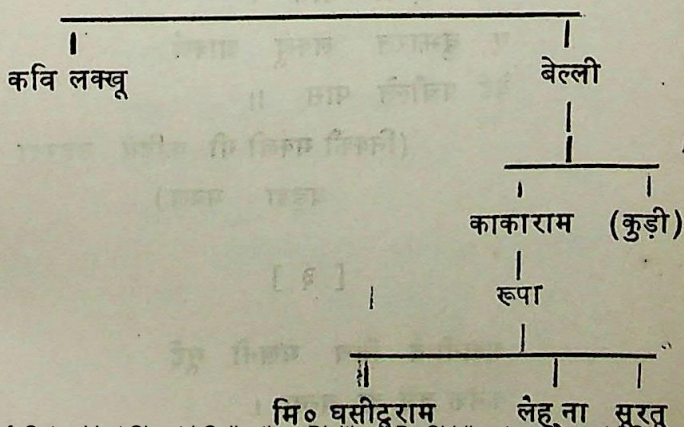 कवि लक्खू बेल्ली
काकाराम (कुड़ी)
रूपा
मि० घसीटुराम लेह्ना सूरतू